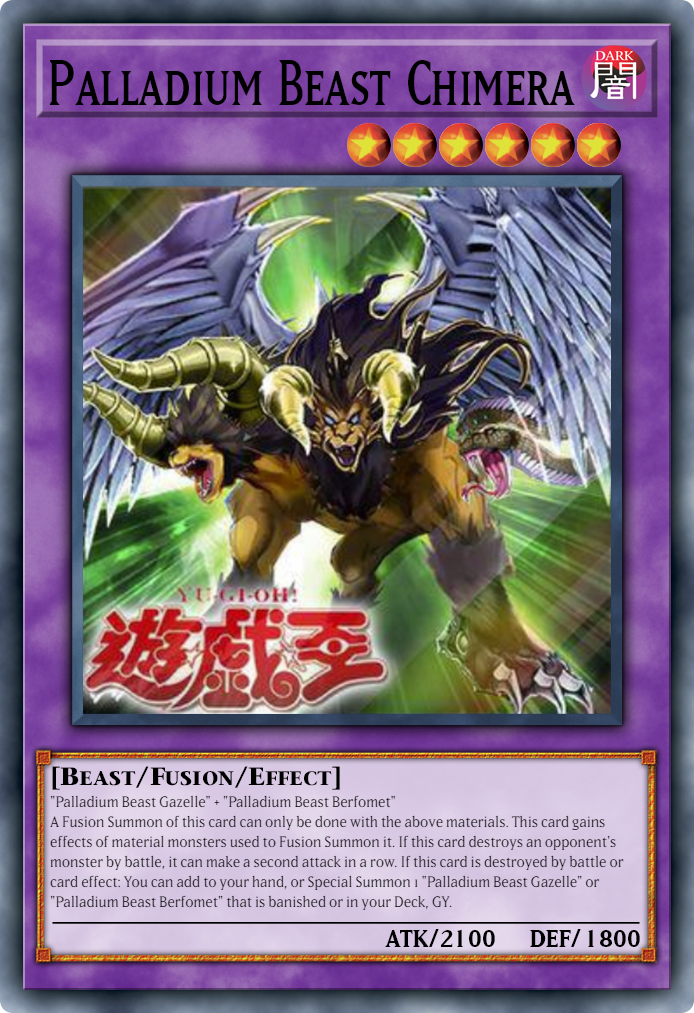 Palladium Beast Chimera
DARK
闇
YU-GI-OH!
遊戯王
[Beast/Fusion/Effect]
"Palladium Beast Gazelle" + "Palladium Beast Berfomet"
A Fusion Summon of this card can only be done with the above materials. This card gains
effects of material monsters used to Fusion Summon it. If this card destroys an opponent's
monster by battle, it can make a second attack in a row. If this card is destroyed by battle or
card effect: You can add to your hand, or Special Summon 1 "Palladium Beast Gazelle" or
"Palladium Beast Berfomet" that is banished or in your Deck, GY.
ATK/2100 DEF/1800